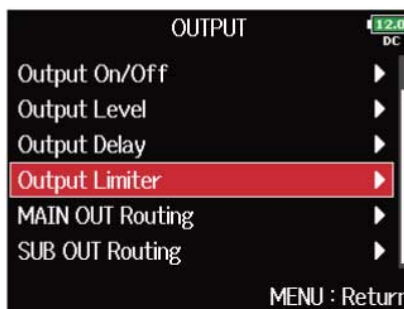 OUTPUT
12.0
DC
Output On/Off
Output Level
Output Delay
Output Limiter
MAIN OUT Routing
SUB OUT Routing
MENU : Return